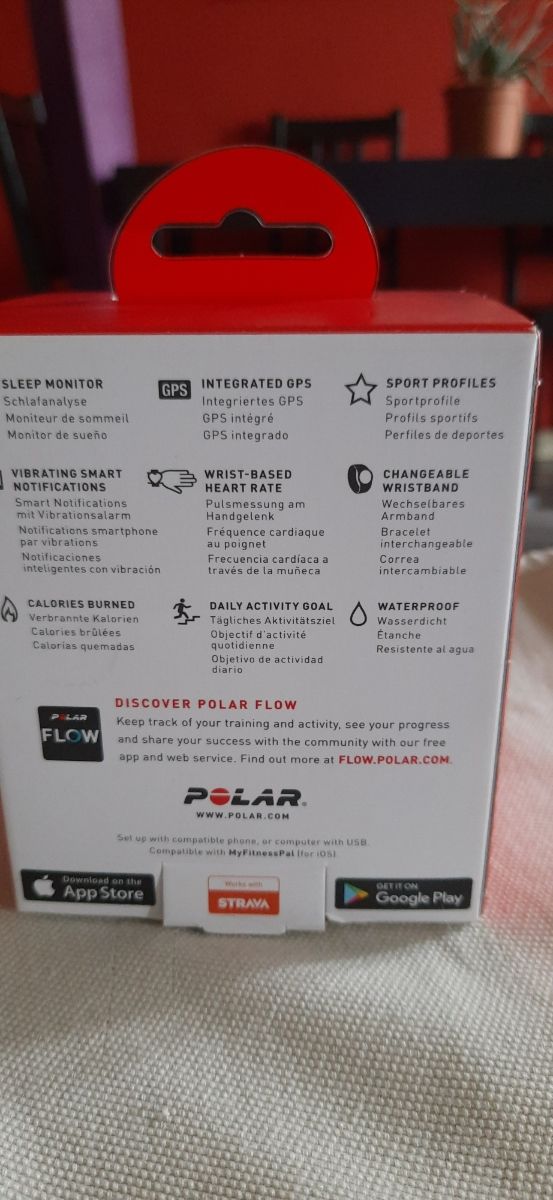 SLEEP MONITOR
Schlafanalyse
Moniteur de sommeil
Monitor de sueño
GPS
INTEGRATED GPS
Integriertes GPS
GPS intégré
GPS integrado
SPORT PROFILES
Sportprofile
Profils sportifs
Perfiles de deportes
VIBRATING SMART
NOTIFICATIONS
Smart Notifications
mit Vibrationsalarm
Notifications smartphone
par vibrations
Notificaciones
inteligentes con vibración
WRIST-BASED
HEART RATE
Pulsmessung am
Handgelenk
Fréquence cardiaque
au poignet
Frecuencia cardíaca a
través de la muñeca
CHANGEABLE
WRISTBAND
Wechselbares
Armband
Bracelet
interchangeable
Correa
intercambiable
CALORIES BURNED
Verbrannte Kalorien
Calories brûlées
Calorías quemadas
DAILY ACTIVITY GOAL
Tägliches Aktivitätsziel
Objectif d'activité
quotidienne
Objetivo de actividad
diario
WATERPROOF
Wasserdicht
Étanche
Resistente al agua
POLAR
FLOW
DISCOVER POLAR FLOW
Keep track of your training and activity, see your progress
and share your success with the community with our free
app and web service. Find out more at FLOW.POLAR.COM.
POLAR®
WWW.POLAR.COM
Set up with compatible phone, or computer with USB.
Compatible with MyFitnessPal (for iOS).
Download on the
App Store
Works with
STRAVA
GET IT ON
Google Play